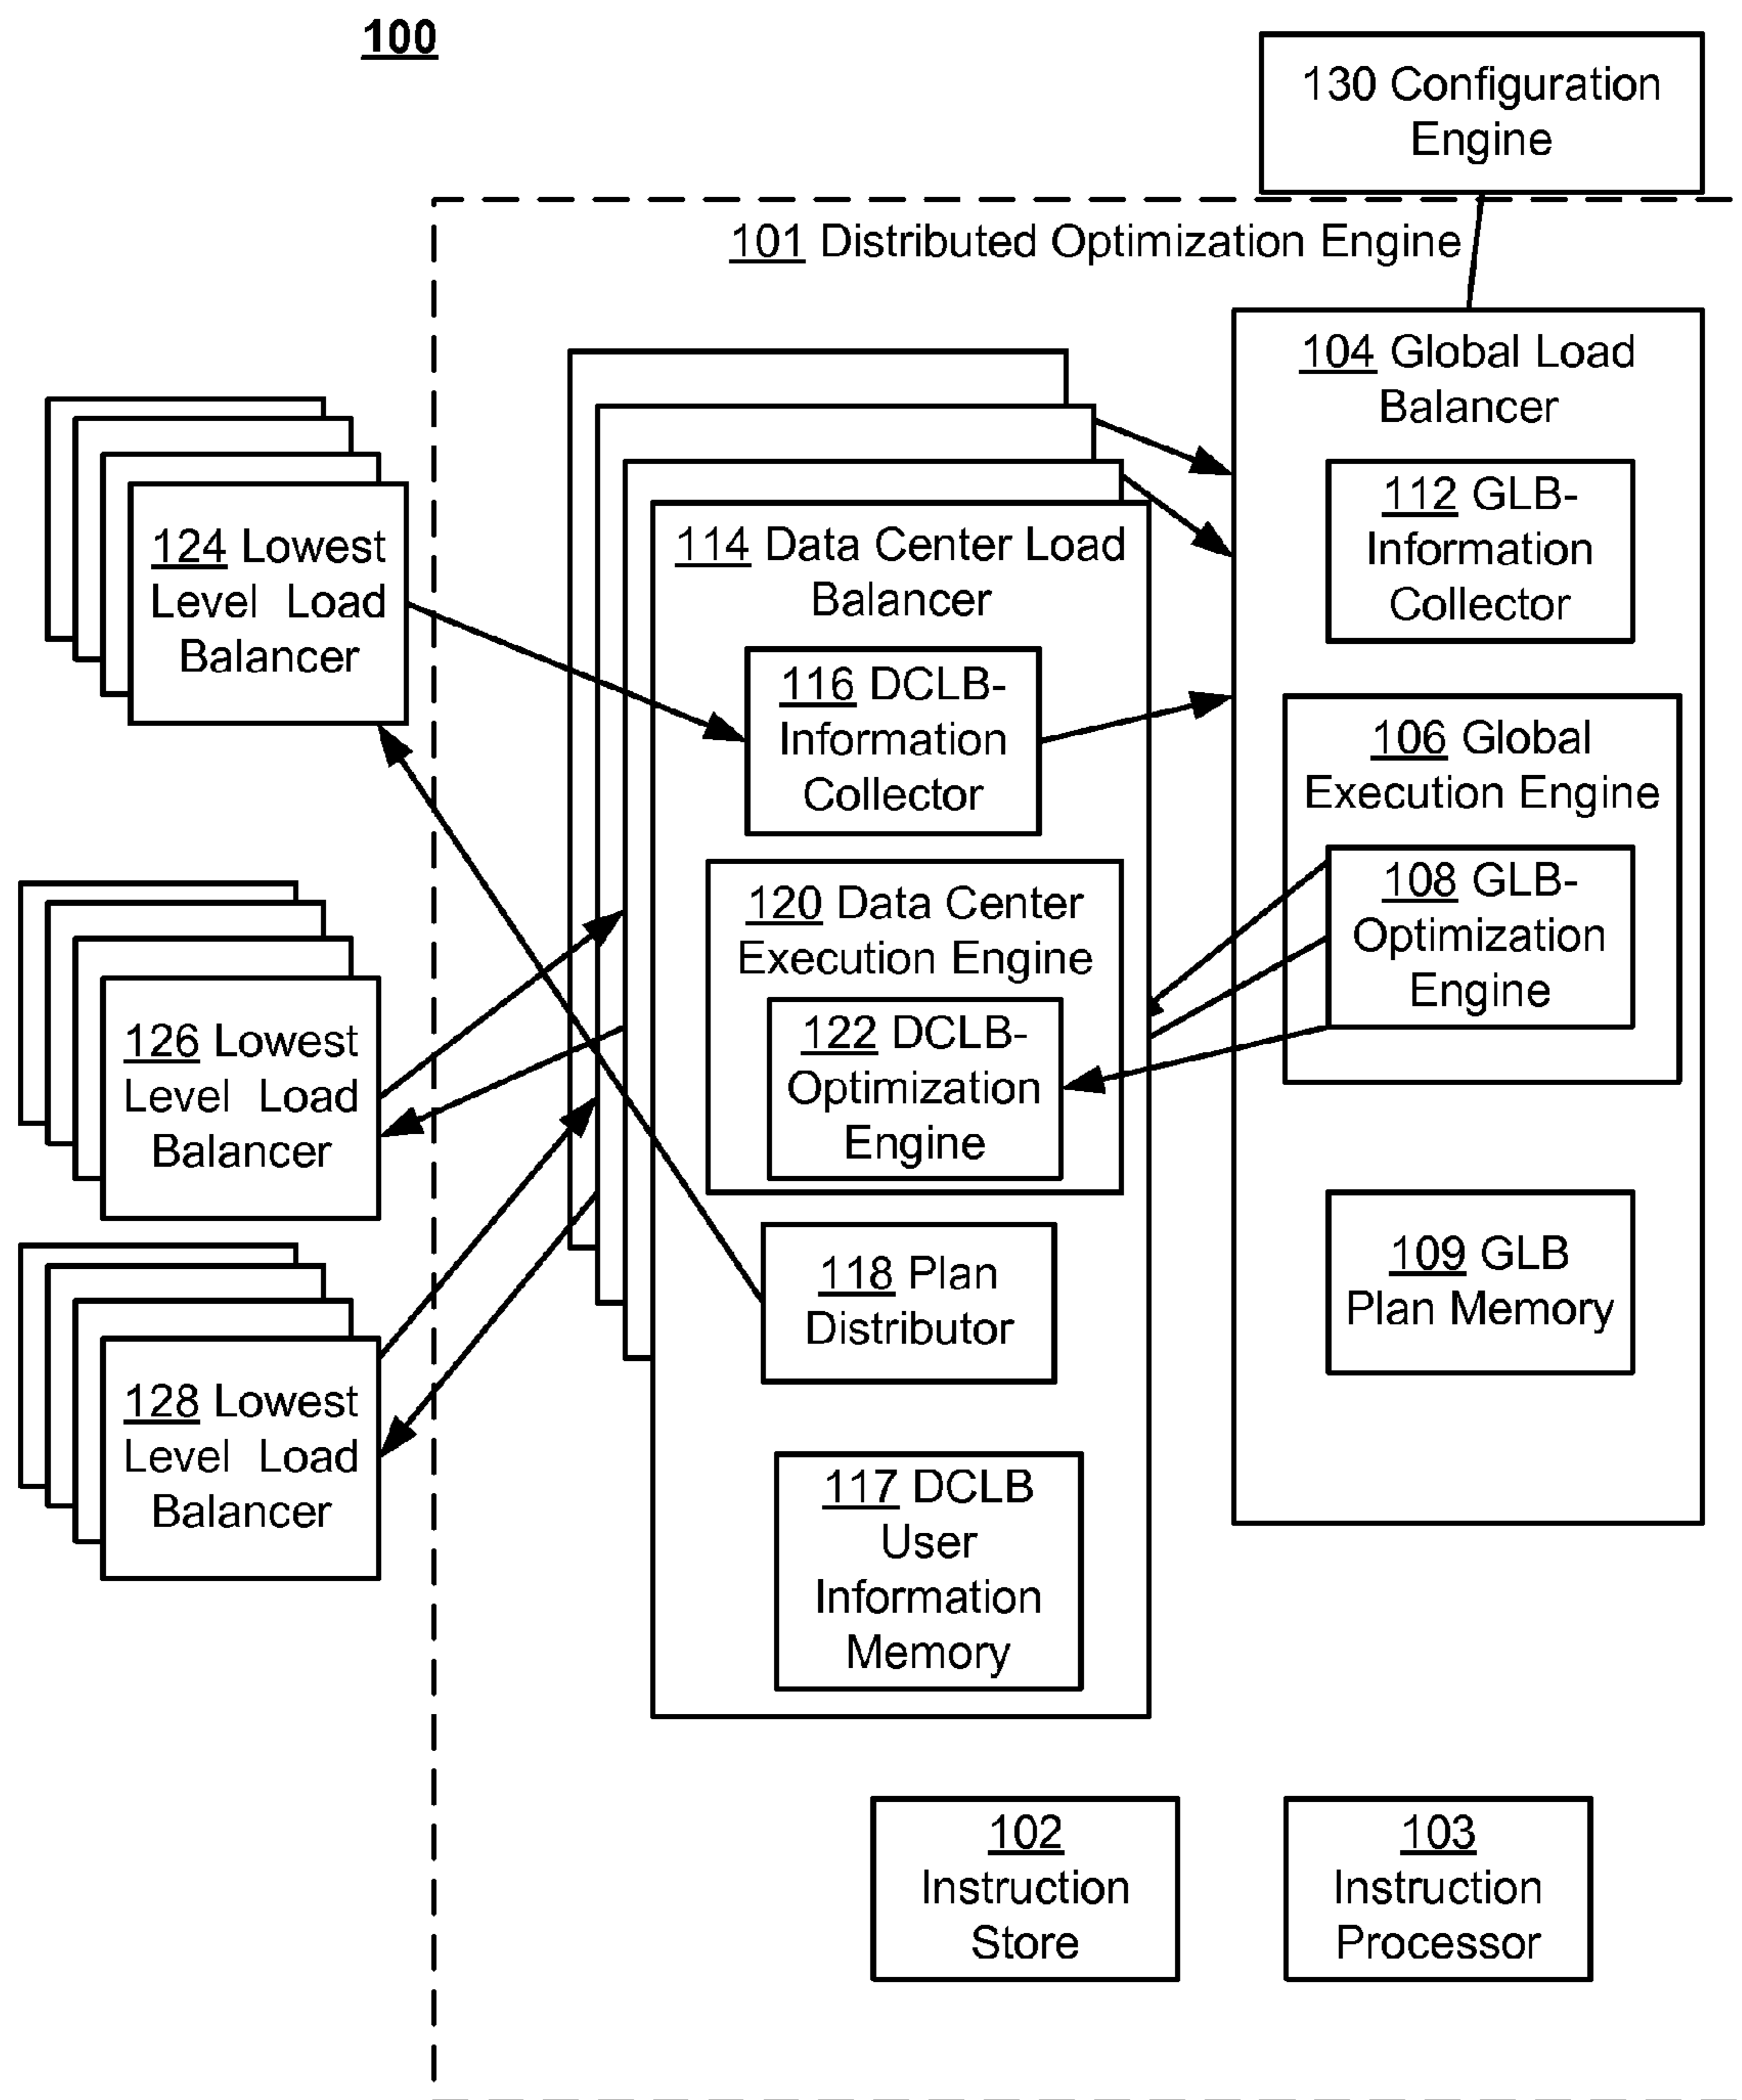 100
130 Configuration
Engine
101 Distributed Optimization Engine
104 Global Load
Balancer
112 GLB-
Information
Collector
106 Global
Execution Engine
108 GLB-
Optimization
Engine
109 GLB
Plan Memory
114 Data Center Load
Balancer
116 DCLB-
Information
Collector
120 Data Center
Execution Engine
122 DCLB-
Optimization
Engine
118 Plan
Distributor
117 DCLB
User
Information
Memory
124 Lowest
Level Load
Balancer
126 Lowest
Level Load
Balancer
128 Lowest
Level Load
Balancer
102
Instruction
Store
103
Instruction
Processor